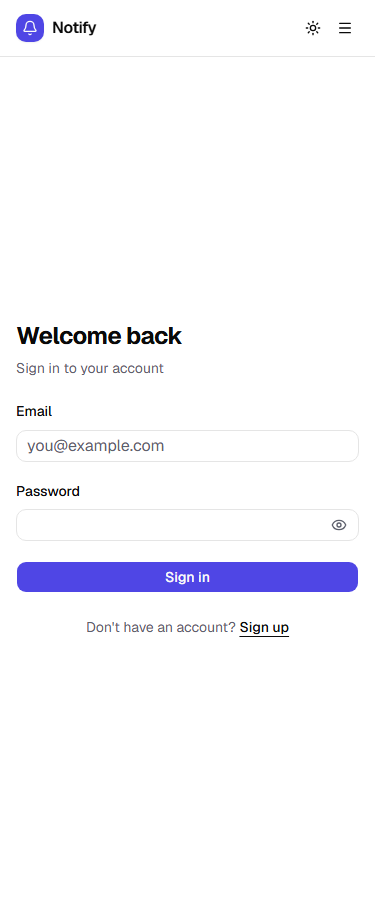 Notify
Welcome back
Sign in to your account
Email
you@example.com
Password
Sign in
Don't have an account? Sign up